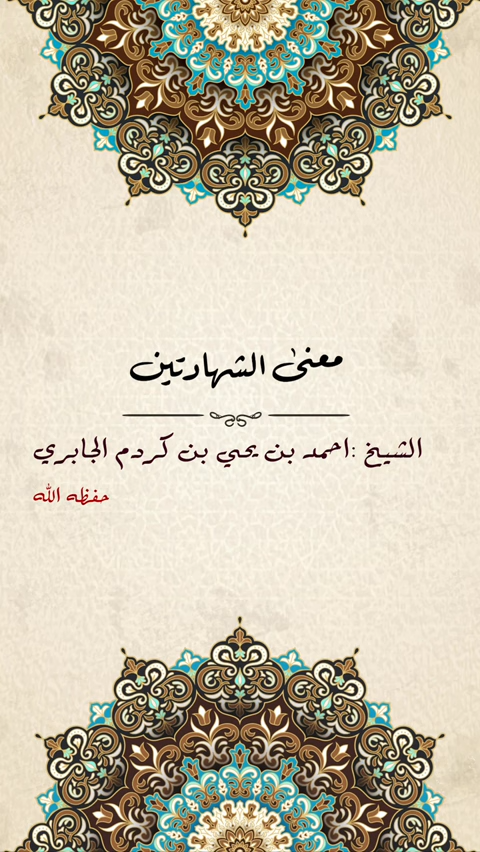 معنىٰ الشهادتين
الشيخ :احمد بن يحي بن كردم الجابري
حفظه الله